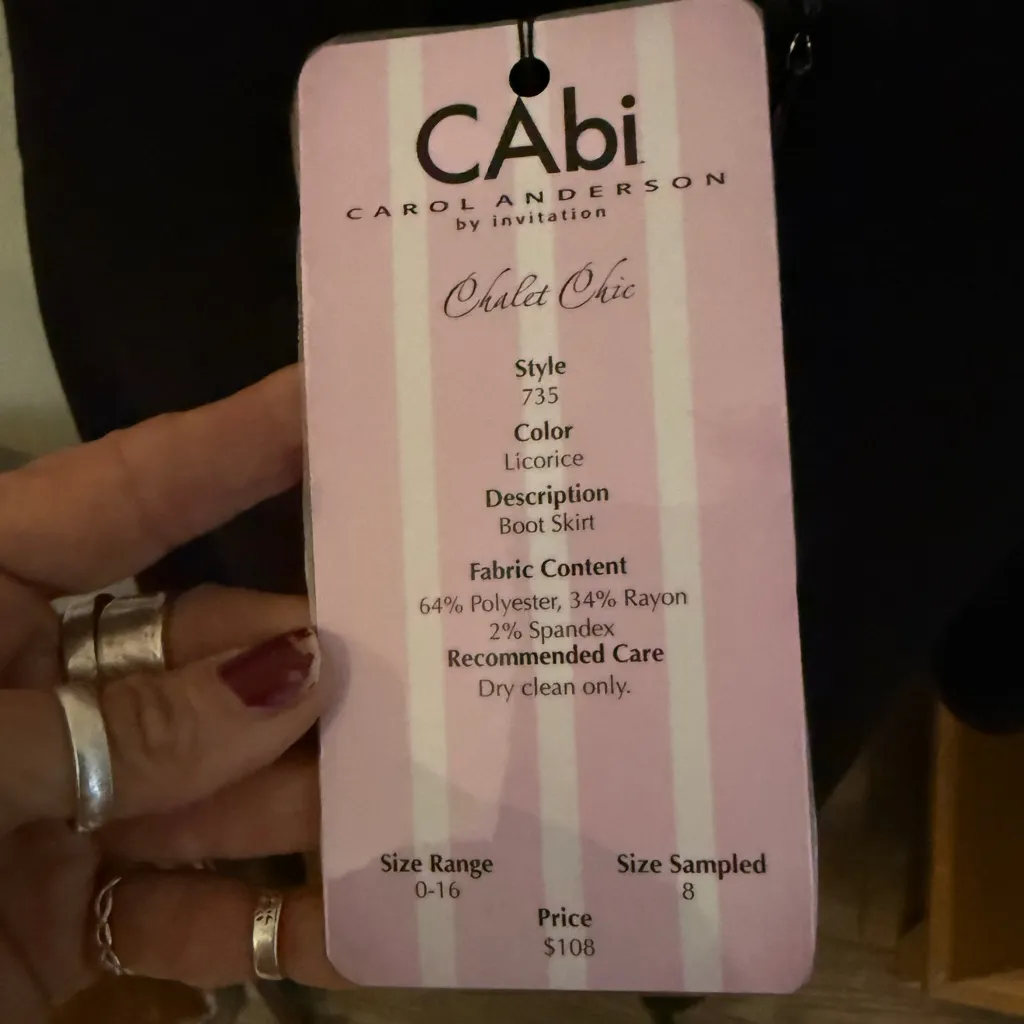 CAbi
CAROL ANDERSON
by invitation
Chalet Chic
Style
735
Color
Licorice
Description
Boot Skirt
Fabric Content
64% Polyester, 34% Rayon
2% Spandex
Recommended Care
Dry clean only.
Size Range
0-16
Size Sampled
8
Price
$108